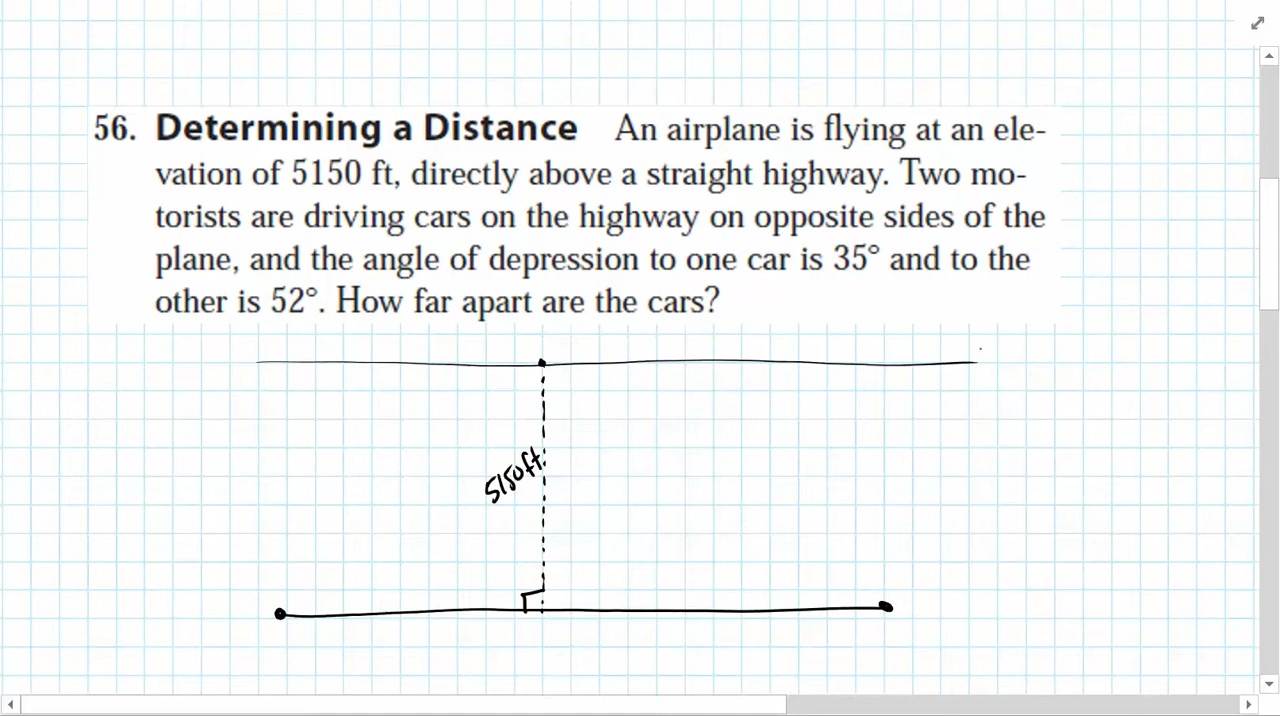 56. Determining a Distance An airplane is flying at an ele-
vation of 5150 ft, directly above a straight highway. Two mo-
torists are driving cars on the highway on opposite sides of the
plane, and the angle of depression to one car is 35° and to the
other is 52°. How far apart are the cars?
5150ft